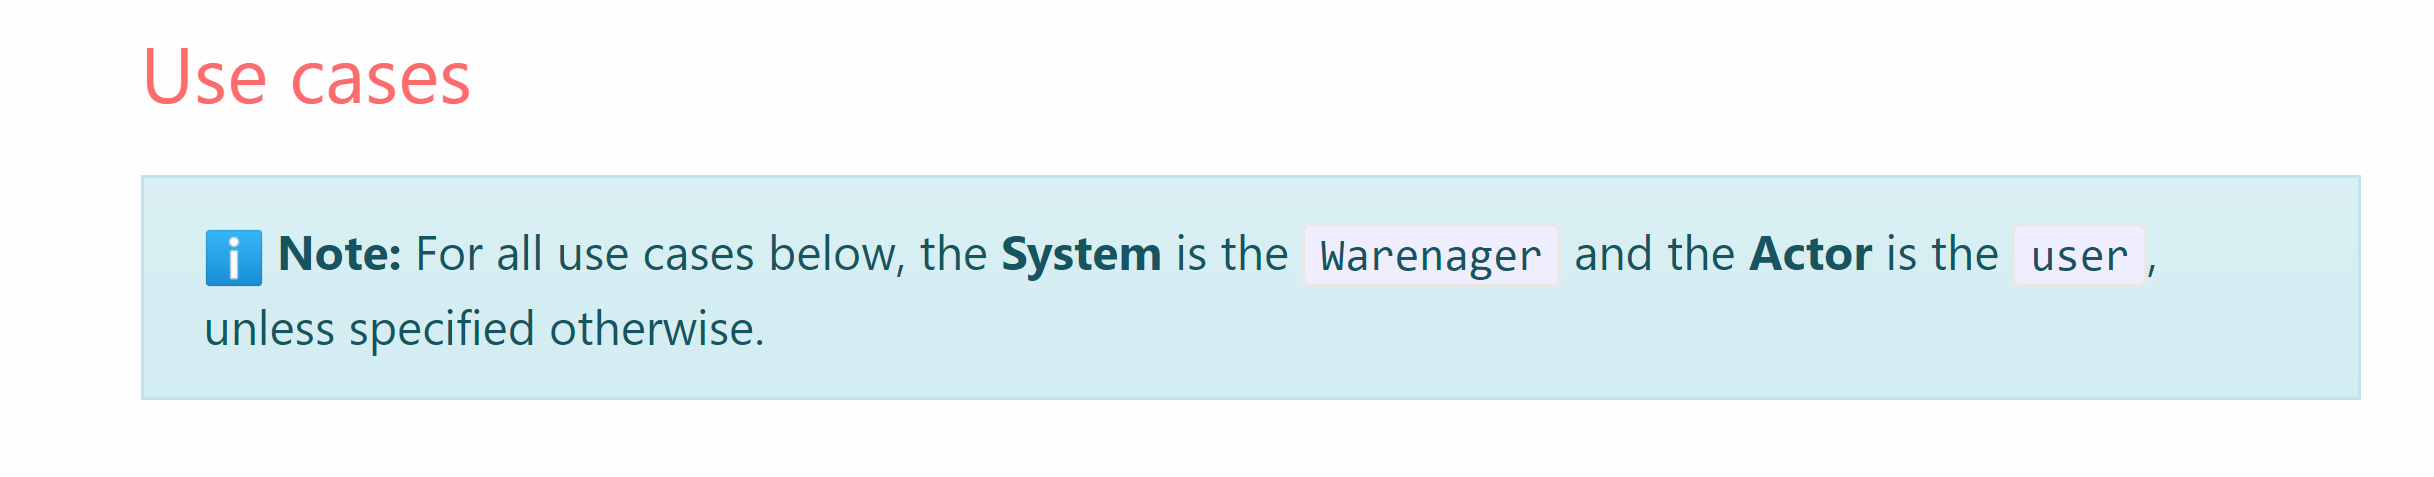 Use cases
ℹ️ Note: For all use cases below, the System is the Warenager and the Actor is the user,
unless specified otherwise.